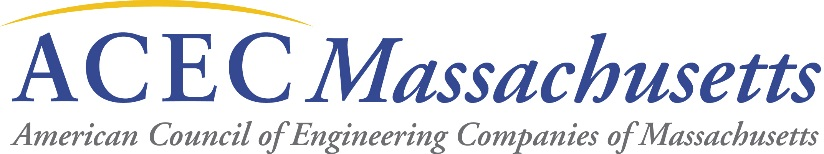 ACEC Massachusetts
American Council of Engineering Companies of Massachusetts